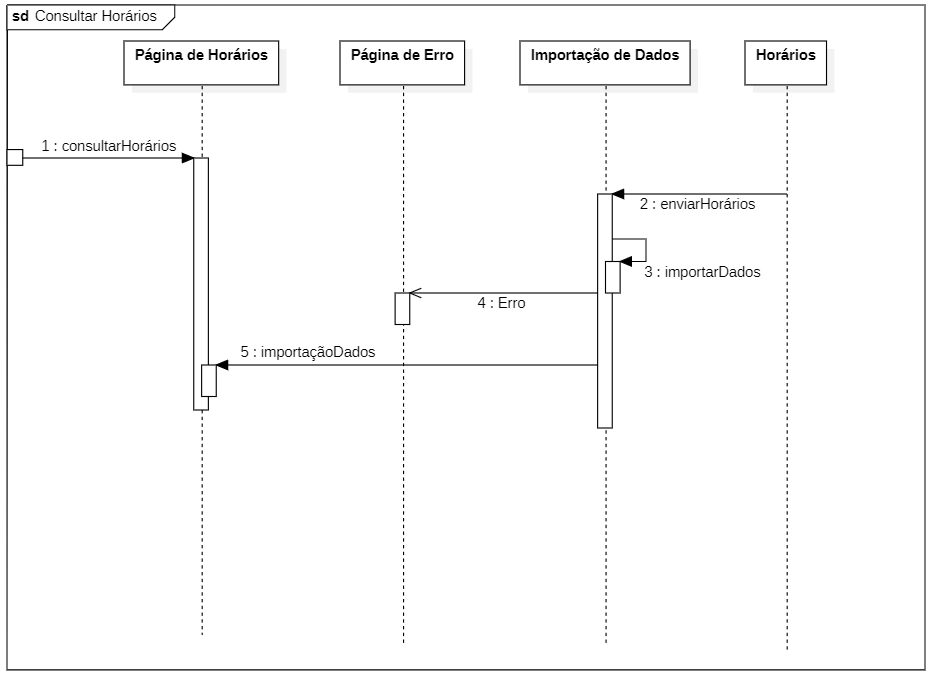 sd Consultar Horários
Página de Horários
Página de Erro
Importação de Dados
Horários
1 : consultarHorários
2 : enviarHorários
3 : importarDados
4 : Erro
5 : importaçãoDados